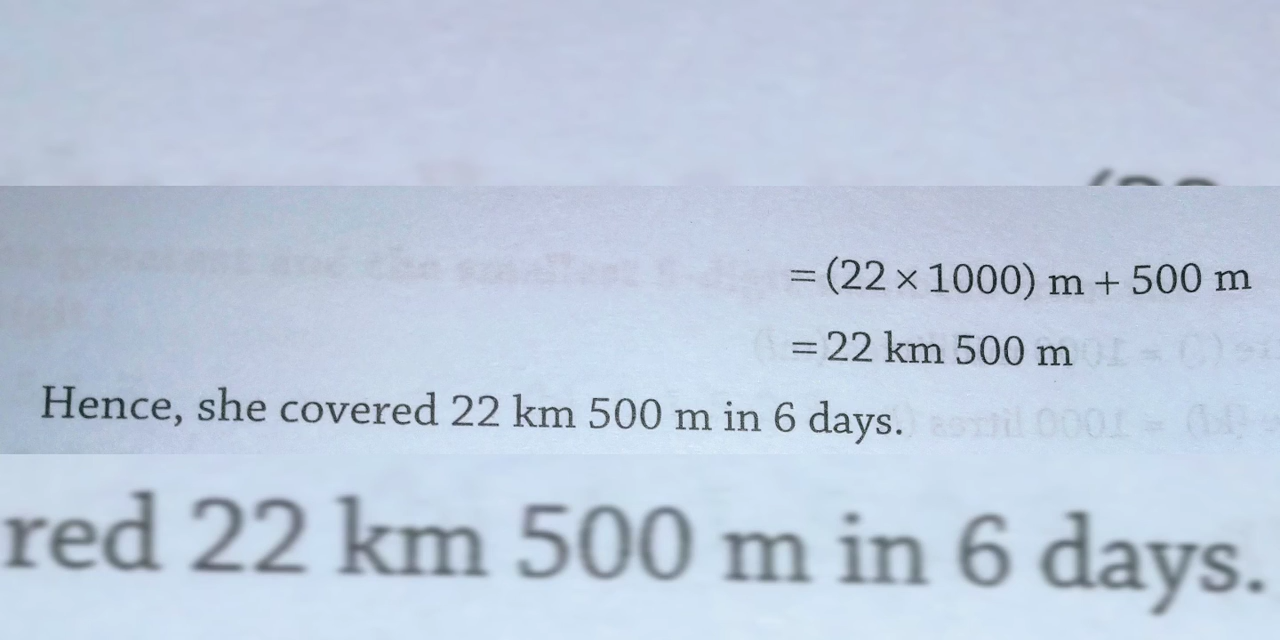 = (22 × 1000) m + 500 m
= 22 km 500 m
Hence, she covered 22 km 500 m in 6 days.
red 22 km 500 m in 6 days.